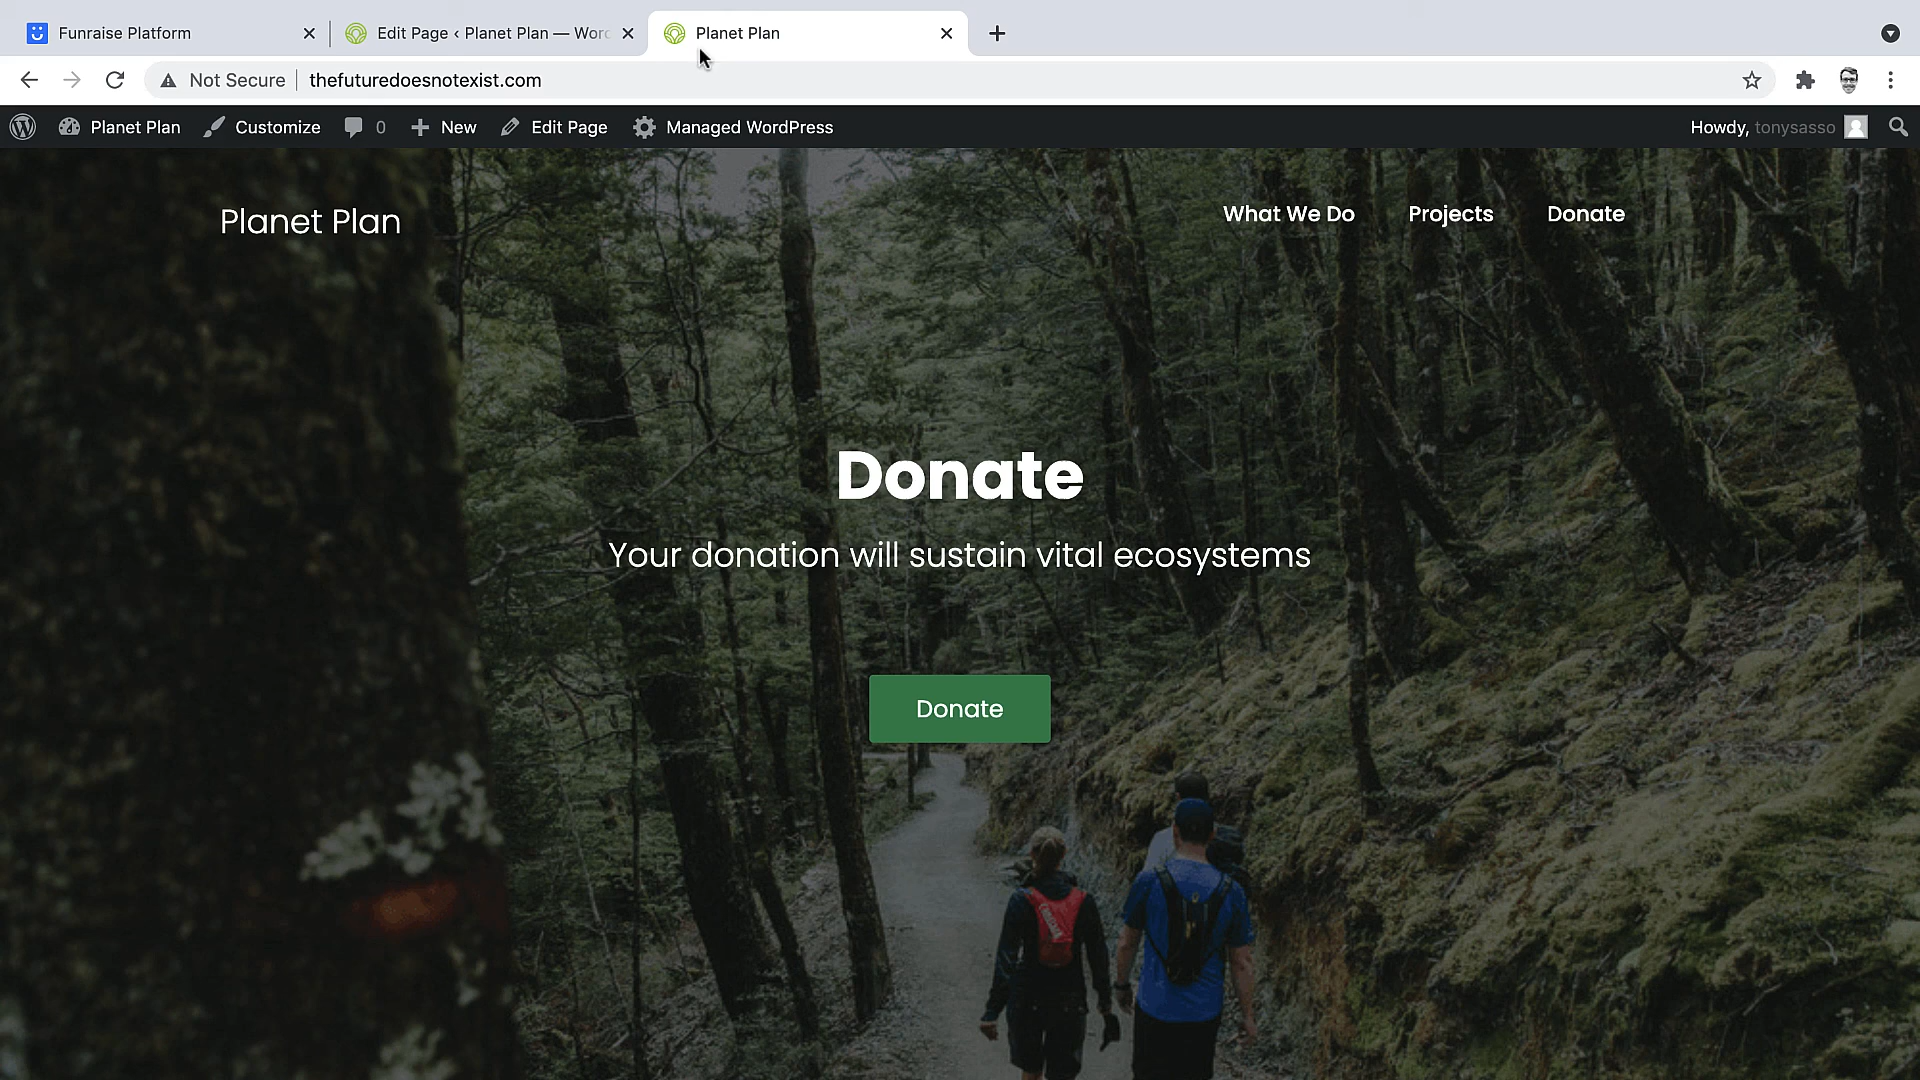 Funraise Platform
Edit Page ‹ Planet Plan — Wor
Planet Plan
Not Secure
thefuturedoesnotexist.com
Planet Plan
Customize
0
New
Edit Page
Managed WordPress
Howdy, tonysasso
Planet Plan
What We Do
Projects
Donate
Donate
Your donation will sustain vital ecosystems
Donate